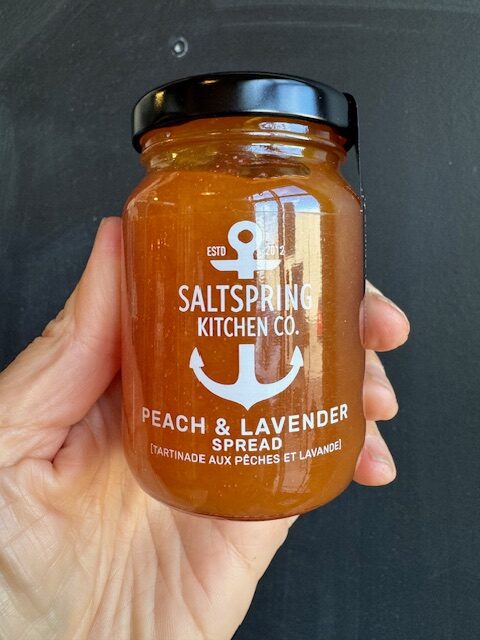 ESTD 2012
SALTSPRING
KITCHEN CO.
PEACH & LAVENDER
SPREAD
[TARTINADE AUX PÊCHES ET LAVANDE]